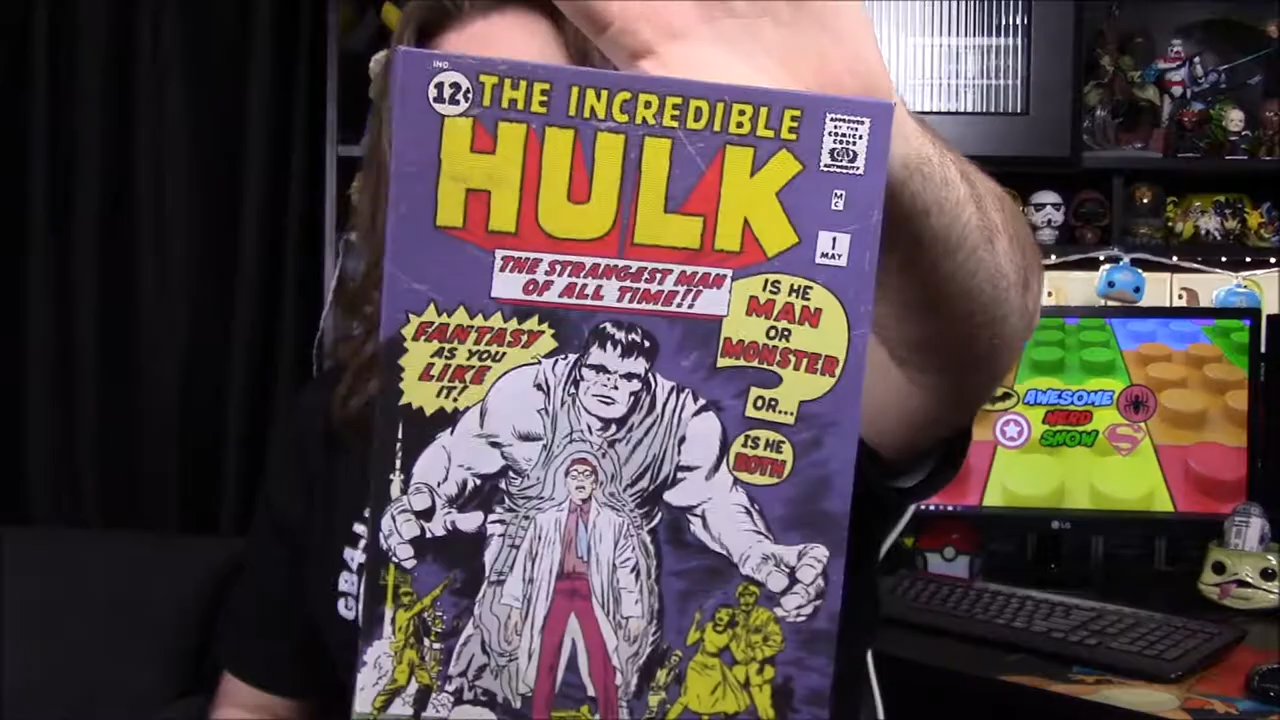 IND.
12¢
THE INCREDIBLE
HULK
APPROVED
BY THE
COMICS
CODE
AUTHORITY
M
C
1
MAY
THE STRANGEST MAN
OF ALL TIME!!
FANTASY
AS YOU
LIKE
IT!
IS HE
MAN
OR
MONSTER
OR...
IS HE
BOTH
AWESOME
NERD
SHOW
LG